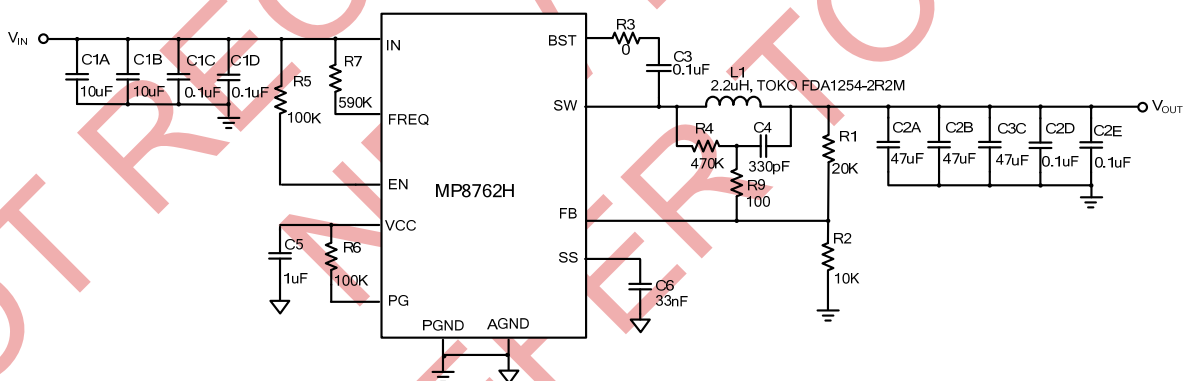 VIN
C1A
10uF
C1B
10uF
C1C
0.1uF
C1D
0.1uF
R5
100K
R7
590K
IN
FREQ
EN
VCC
PG
PGND
AGND
MP8762H
BST
SW
FB
SS
C5
1uF
R6
100K
R3
0
C3
0.1uF
L1
2.2uH, TOKO FDA1254-2R2M
R4
470K
C4
330pF
R9
100
R1
20K
R2
10K
C6
33nF
C2A
47uF
C2B
47uF
C3C
47uF
C2D
0.1uF
C2E
0.1uF
VOUT